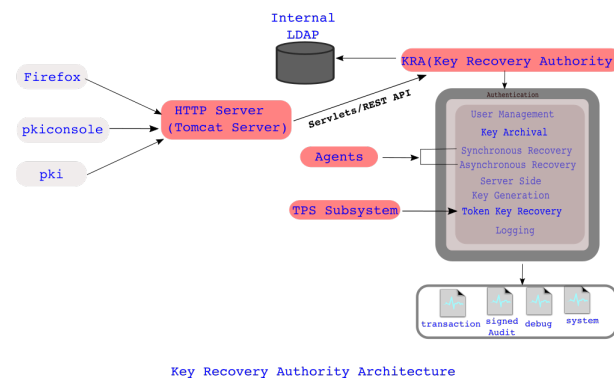 Internal
LDAP
KRA(Key Recovery Authority
Firefox
pkiconsole
pki
HTTP Server
(Tomcat Server)
Servlets/REST API
Authentication
User Management
Key Archival
Synchronous Recovery
Asynchronous Recovery
Server Side
Key Generation
Token Key Recovery
Logging
Agents
TPS Subsystem
transaction
signed
Audit
debug
system
Key Recovery Authority Architecture